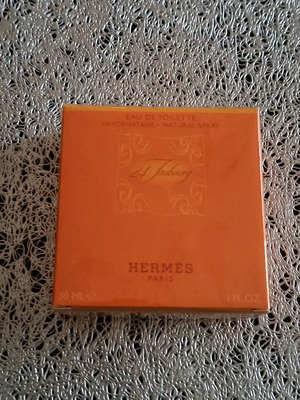 EAU DE TOILETTE
VAPORISATEUR - NATURAL SPRAY
24 Faubourg
HERMÈS
PARIS
30 ML ℮
1 FL.OZ.